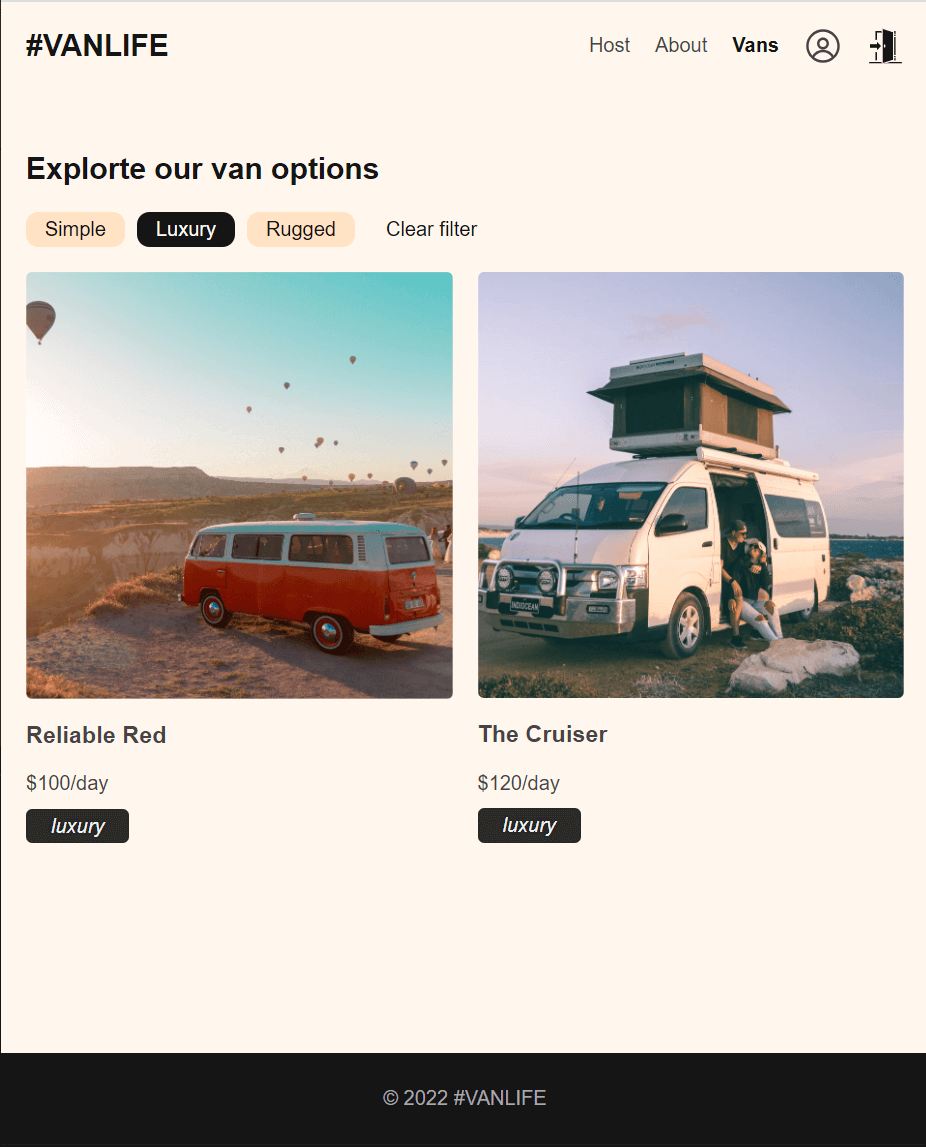 #VANLIFE
Host About Vans
Explorte our van options
Simple Luxury Rugged Clear filter
INDIOCEAN
Reliable Red
The Cruiser
$100/day
$120/day
luxury
luxury
© 2022 #VANLIFE